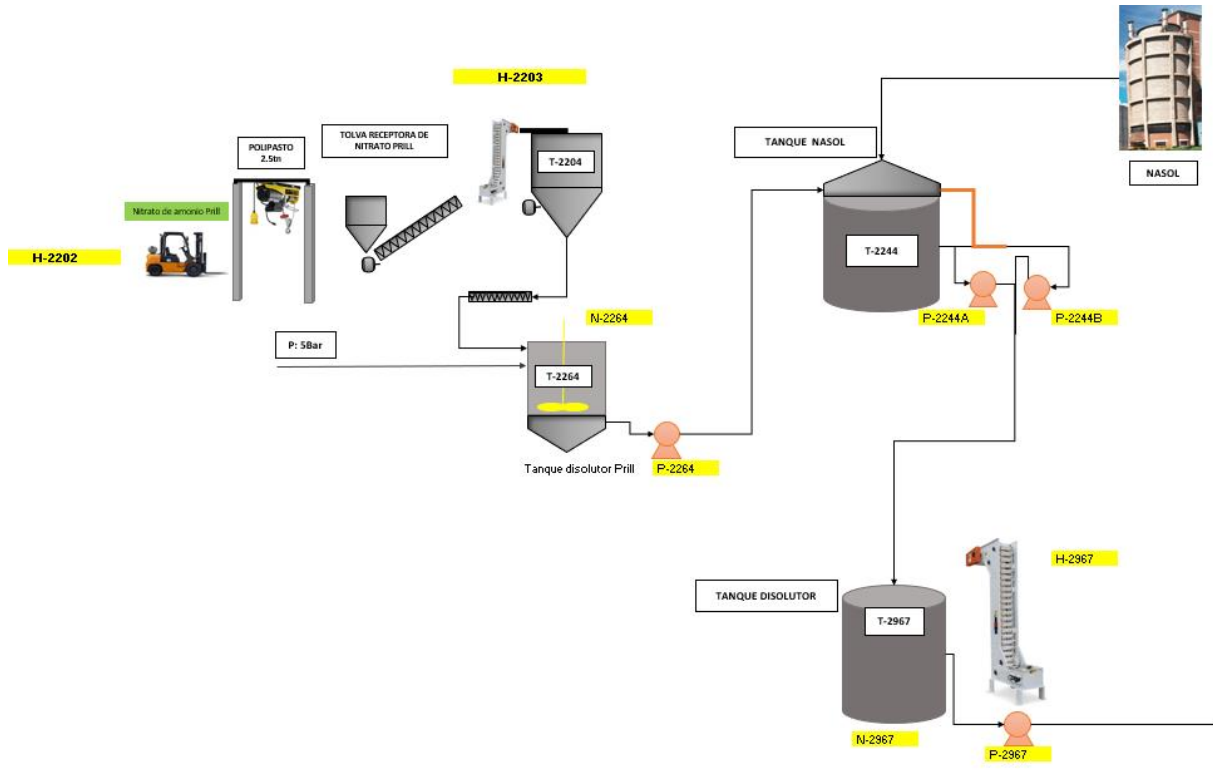 H-2203
TOLVA RECEPTORA DE
NITRATO PRILL
POLIPASTO
2.5tn
T-2204
TANQUE NASOL
NASOL
Nitrato de amonio Prill
H-2202
T-2244
N-2264
P-2244A
P-2244B
P: 5Bar
T-2264
Tanque disolutor Prill
P-2264
H-2967
TANQUE DISOLUTOR
T-2967
N-2967
P-2967